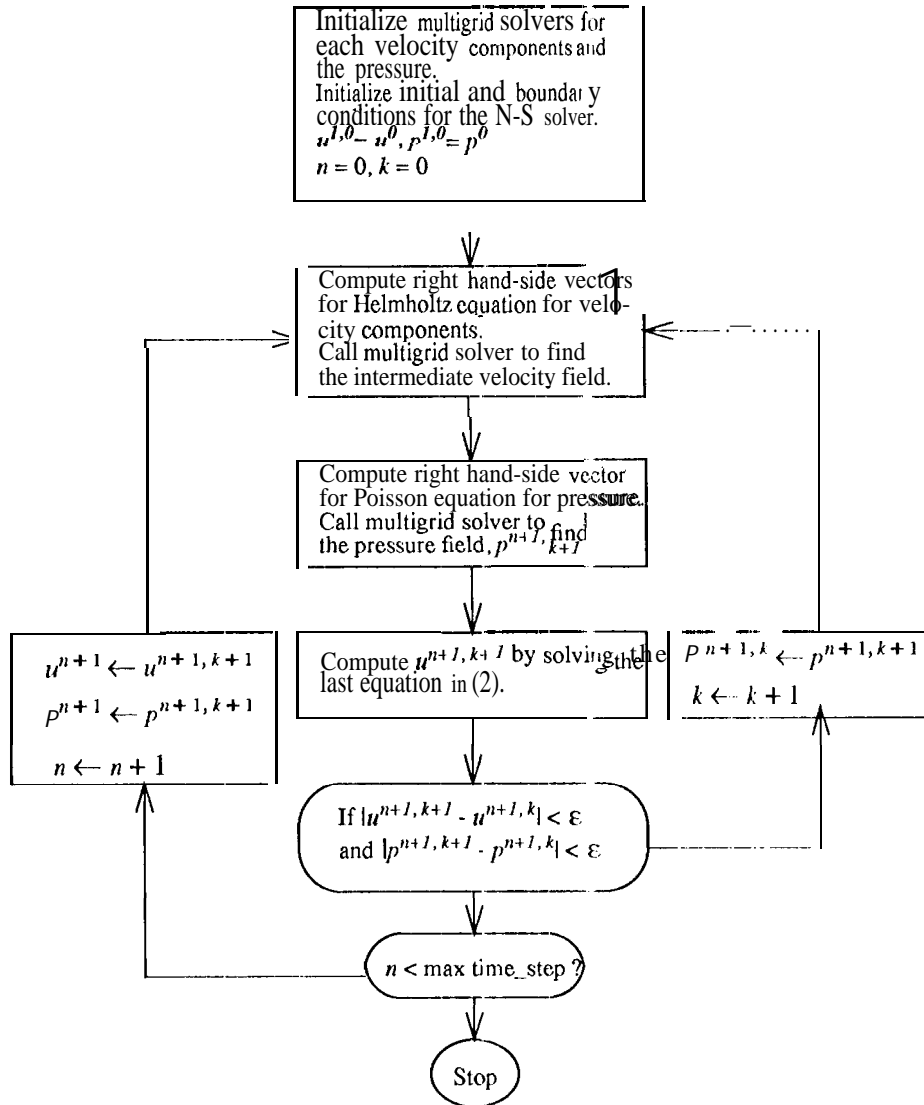 Initialize multigrid solvers for
each velocity components and
the pressure.
Initialize initial and boundary
conditions for the N-S solver.
u^{1,0} – u^0, p^{1,0} = p^0
n = 0, k = 0
Compute right hand-side vectors
for Helmholtz equation for velo-
city components.
Call multigrid solver to find
the intermediate velocity field.
Compute right hand-side vector
for Poisson equation for pressure.
Call multigrid solver to find
the pressure field, p^{n+1, k+1}
u^{n+1} ← u^{n+1, k+1}
p^{n+1} ← p^{n+1, k+1}
n ← n + 1
Compute u^{n+1, k+1} by solving the
last equation in (2).
p^{n+1, k} ← p^{n+1, k+1}
k ← k + 1
If |u^{n+1, k+1} - u^{n+1, k}| < ε
and |p^{n+1, k+1} - p^{n+1, k}| < ε
n < max time_step ?
Stop